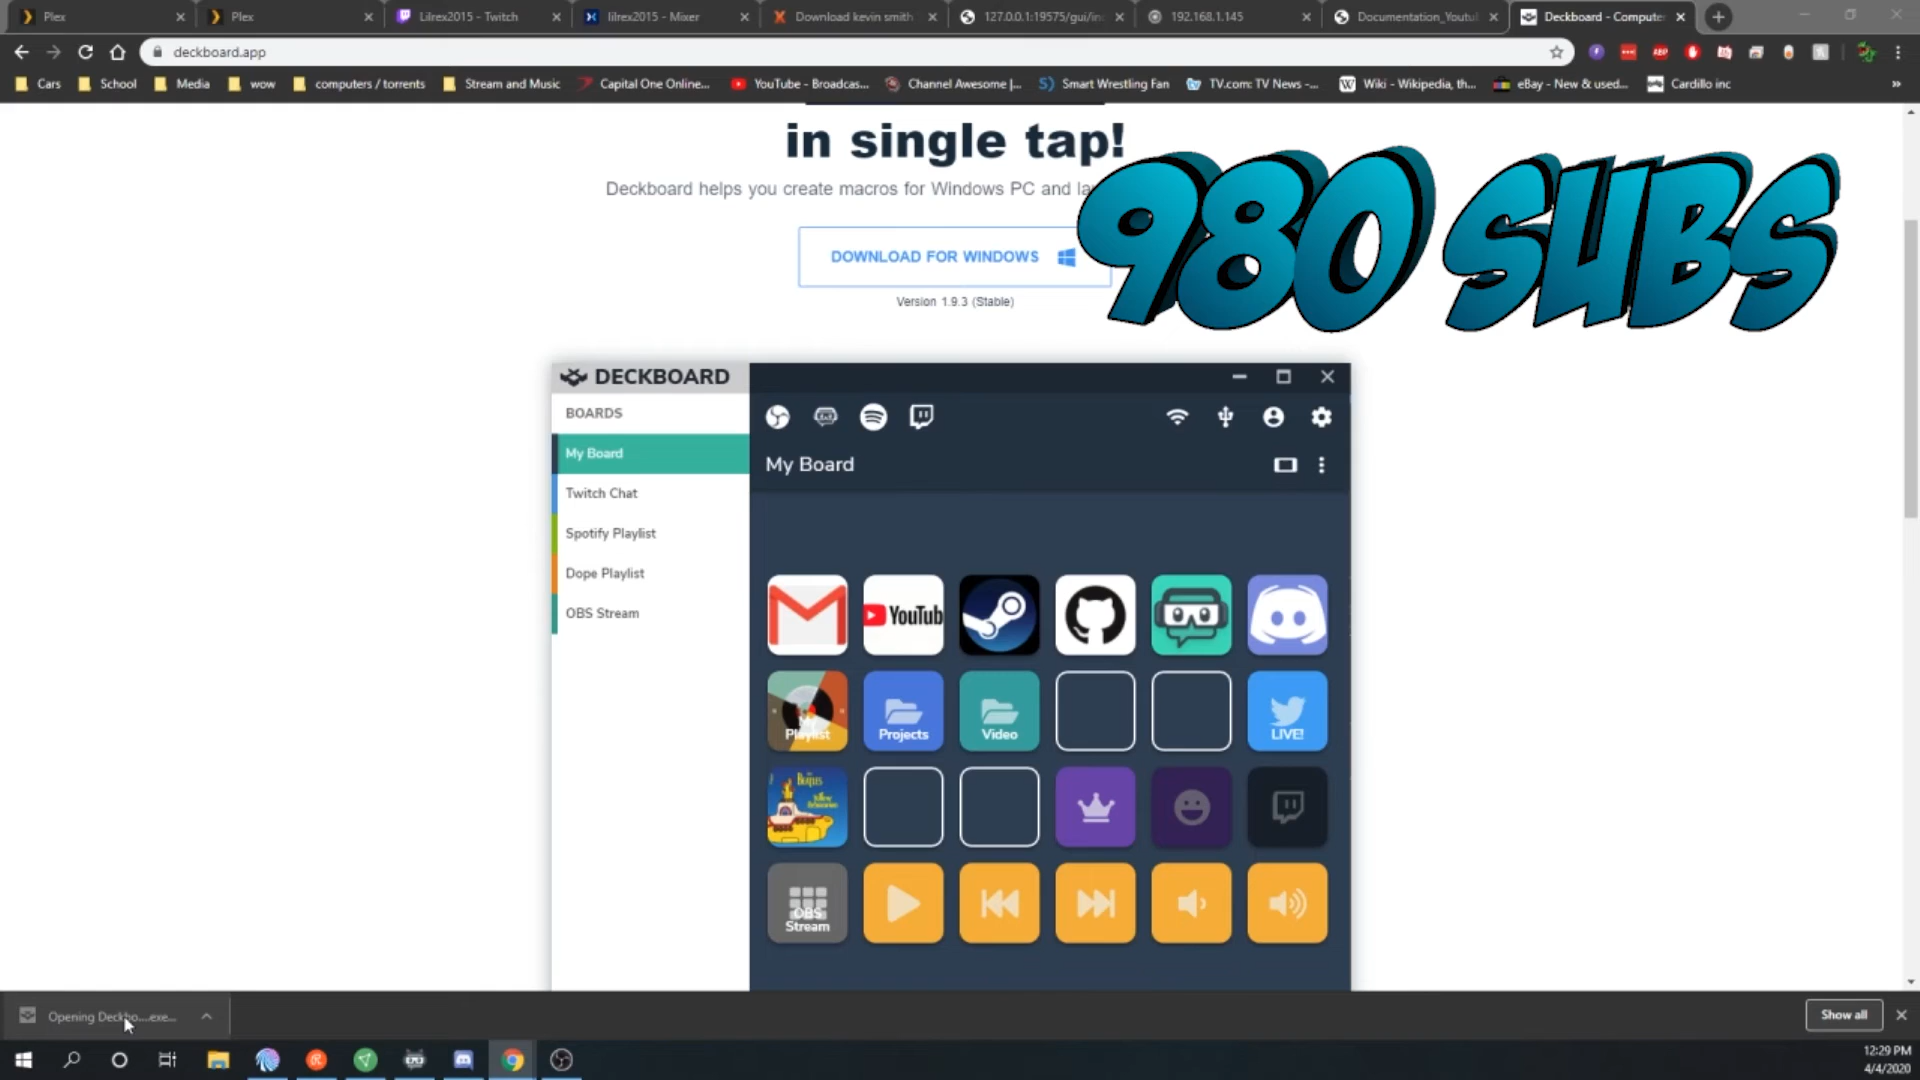 Plex
Plex
Lilrex2015 - Twitch
lilrex2015 - Mixer
Download kevin smith
127.0.0.1:19575/gui/in
192.168.1.145
Documentation_Youtu
Deckboard - Compute
deckboard.app
Cars
School
Media
wow
computers / torrents
Stream and Music
Capital One Online...
YouTube - Broadcas...
Channel Awesome |...
Smart Wrestling Fan
TV.com: TV News -...
Wiki - Wikipedia, th...
eBay - New & used...
Cardillo inc
in single tap!
Deckboard helps you create macros for Windows PC and la
980 SUBS
DOWNLOAD FOR WINDOWS
Version 1.9.3 (Stable)
DECKBOARD
BOARDS
My Board
Twitch Chat
Spotify Playlist
Dope Playlist
OBS Stream
My Board
YouTub
Playlist
Projects
Video
LIVE!
OBS
Stream
Opening Deckbo....exe...
Show all
12:29 PM
4/4/2020